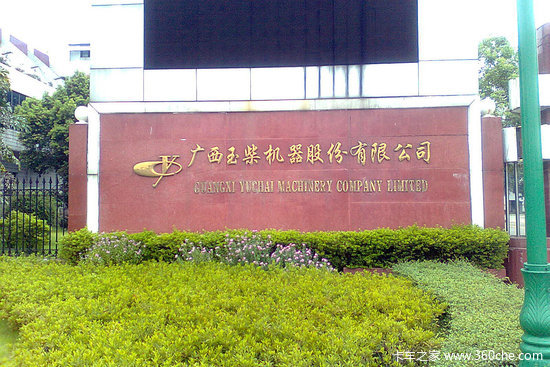 广西玉柴机器股份有限公司
GUANGXI YUCHAI MACHINERY COMPANY LIMITED
卡车之家 www.360che.com